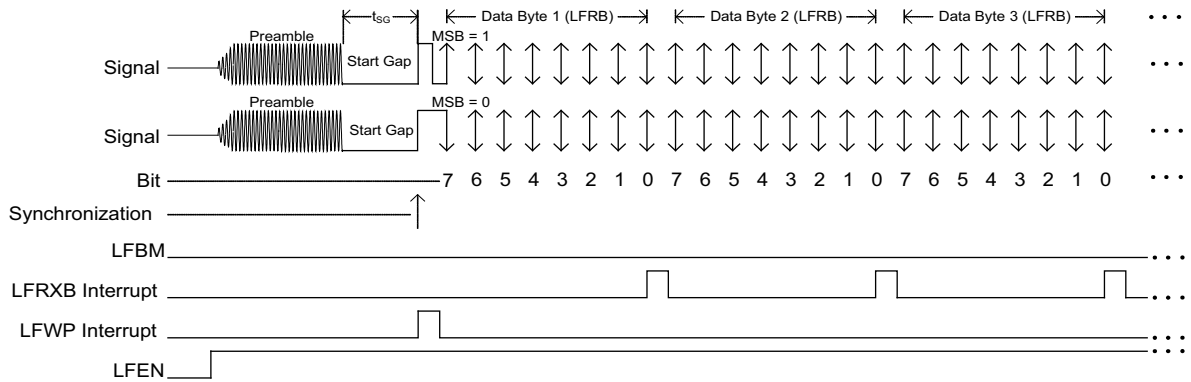 t_SG Data Byte 1 (LFRB) Data Byte 2 (LFRB) Data Byte 3 (LFRB) • • •
Preamble MSB = 1
Signal Start Gap • • •
Preamble MSB = 0
Signal Start Gap • • •
Bit 7 6 5 4 3 2 1 0 7 6 5 4 3 2 1 0 7 6 5 4 3 2 1 0 • • •
Synchronization
LFBM • • •
LFRXB Interrupt • • •
LFWP Interrupt • • •
LFEN • • •